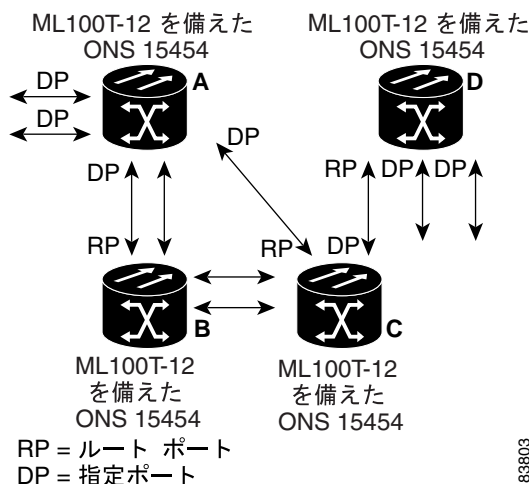 ML100T-12 を備えた
ONS 15454
ML100T-12 を備えた
ONS 15454
A
D
DP
DP
DP
DP
RP
DP
DP
RP
RP
DP
B
C
ML100T-12
を備えた
ONS 15454
ML100T-12
を備えた
ONS 15454
RP = ルート ポート
DP = 指定ポート
83803